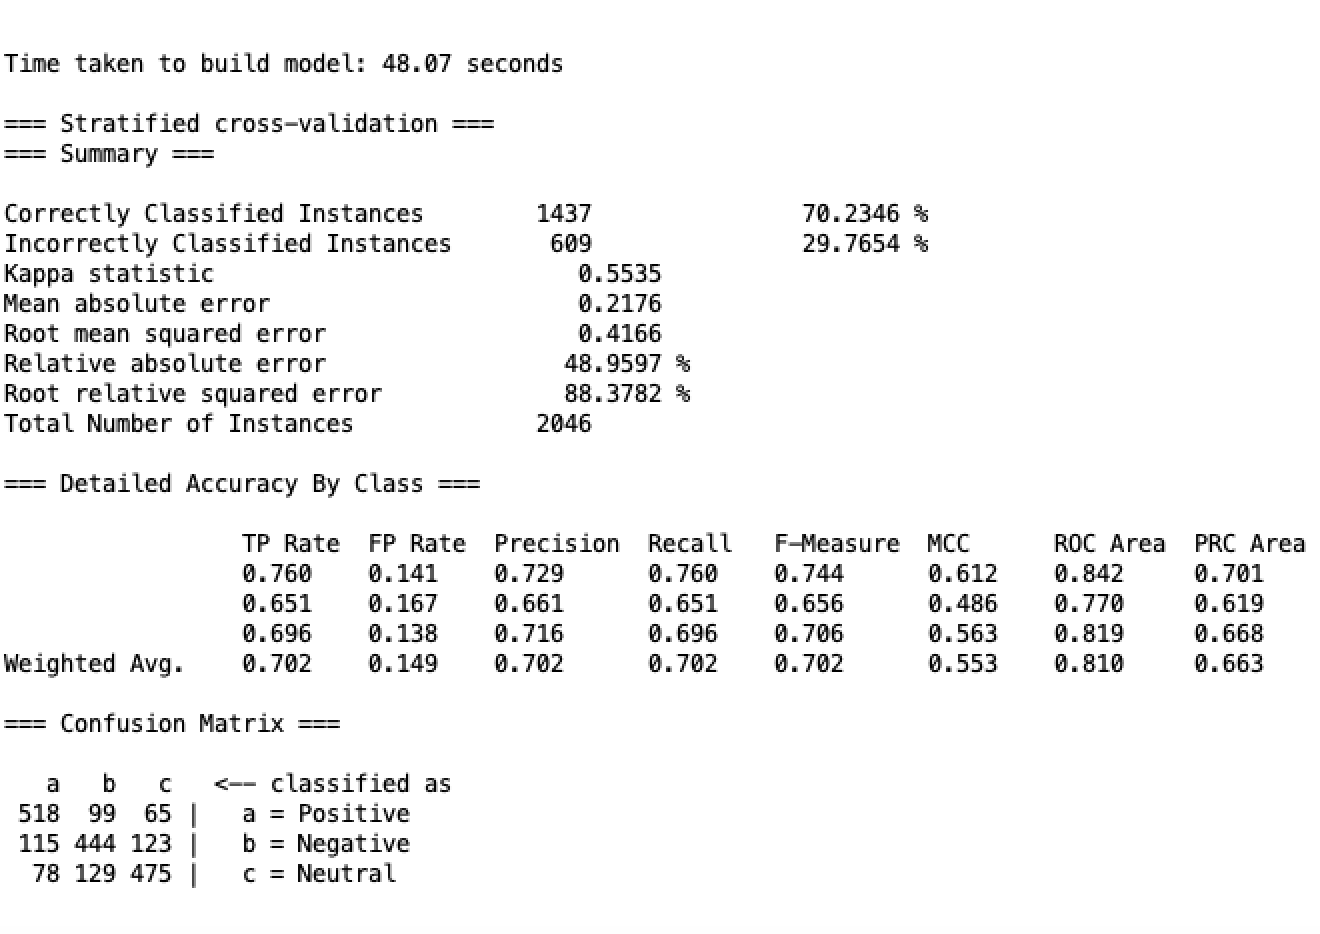 Time taken to build model: 48.07 seconds
=== Stratified cross-validation ===
=== Summary ===
Correctly Classified Instances        1437               70.2346 %
Incorrectly Classified Instances       609               29.7654 %
Kappa statistic                          0.5535
Mean absolute error                      0.2176
Root mean squared error                  0.4166
Relative absolute error                 48.9597 %
Root relative squared error             88.3782 %
Total Number of Instances             2046
=== Detailed Accuracy By Class ===
                 TP Rate  FP Rate  Precision  Recall   F-Measure  MCC      ROC Area  PRC Area
                 0.760    0.141    0.729      0.760    0.744      0.612    0.842     0.701
                 0.651    0.167    0.661      0.651    0.656      0.486    0.770     0.619
                 0.696    0.138    0.716      0.696    0.706      0.563    0.819     0.668
Weighted Avg.    0.702    0.149    0.702      0.702    0.702      0.553    0.810     0.663
=== Confusion Matrix ===
   a   b   c   <-- classified as
 518  99  65 |   a = Positive
 115 444 123 |   b = Negative
  78 129 475 |   c = Neutral